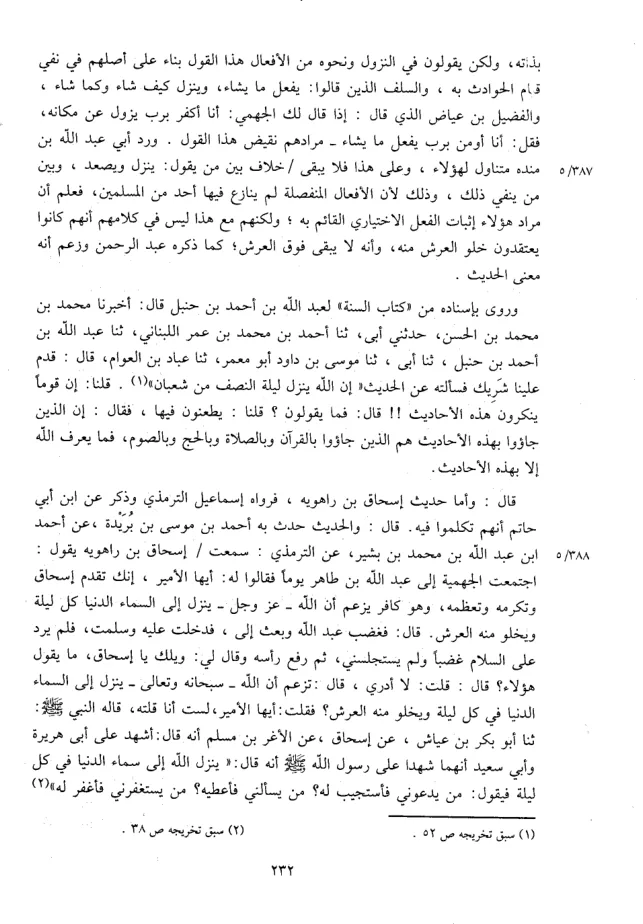 بذاته، ولكن يقولون في النزول ونحوه من الأفعال هذا القول بناء على أصلهم في نفي
قيام الحوادث به ، والسلف الذين قالوا: يفعل ما يشاء، وينزل كيف شاء وكما شاء ،
والفضيل بن عياض الذي قال : إذا قال لك الجهمي: أنا أكفر برب يزول عن مكانه،
فقل: أنا أومن برب يفعل ما يشاء ـ مرادهم نقيض هذا القول . ورد أبي عبد الله بن
٥/٣٨٧ منده متناول لهؤلاء ، وعلى هذا فلا يبقى / خلاف بين من يقول: ينزل ويصعد ، وبين
من ينفي ذلك ، وذلك لأن الأفعال المنفصلة لم ينازع فيها أحد من المسلمين، فعلم أن
مراد هؤلاء إثبات الفعل الاختياري القائم به ؛ ولكنهم مع هذا ليس في كلامهم أنهم كانوا
يعتقدون خلو العرش منه، وأنه لا يبقى فوق العرش؛ كما ذكره عبد الرحمن وزعم أنه
معنى الحديث .
وروى بإسناده من «كتاب السنة» لعبد الله بن أحمد بن حنبل قال: أخبرنا محمد بن
محمد بن الحسن، حدثني أبى، ثنا أحمد بن محمد بن عمر اللبناني، ثنا عبد الله بن
أحمد بن حنبل ، ثنا أبى ، ثنا موسى بن داود أبو معمر، ثنا عباد بن العوام، قال : قدم
علينا شَرِيك فسألته عن الحديث« إن الله ينزل ليلة النصف من شعبان»(١) . قلنا: إن قوماً
ينكرون هذه الأحاديث !! قال: فما يقولون ؟ قلنا : يطعنون فيها ، فقال : إن الذين
جاؤوا بهذه الأحاديث هم الذين جاؤوا بالقرآن وبالصلاة وبالحج وبالصوم، فما يعرف الله
إلا بهذه الأحاديث.
قال : وأما حديث إسحاق بن راهويه ، فرواه إسماعيل الترمذي وذكر عن ابن أبي
حاتم أنهم تكلموا فيه. قال : والحديث حدث به أحمد بن موسى بن بُرَيْدة ،عن أحمد
٥/٣٨٨ ابن عبد الله بن محمد بن بشير، عن الترمذي : سمعت / إسحاق بن راهويه يقول :
اجتمعت الجهمية إلى عبد الله بن طاهر يوماً فقالوا له: أيها الأمير ، إنك تقدم إسحاق
وتكرمه وتعظمه، وهو كافر يزعم أن الله ـ عز وجل ـ ينزل إلى السماء الدنيا كل ليلة
ويخلو منه العرش. قال: فغضب عبد الله وبعث إلى ، فدخلت عليه وسلمت، فلم يرد
على السلام غضباً ولم يستجلسني، ثم رفع رأسه وقال لي: ويلك يا إسحاق، ما يقول
هؤلاء؟ قال : قلت: لا أدري ، قال :تزعم أن الله ـ سبحانه وتعالى ـ ينزل إلى السماء
الدنيا في كل ليلة ويخلو منه العرش؟ فقلت:أيها الأمير،لست أنا قلته، قاله النبي ﷺ:
ثنا أبو بكر بن عياش ، عن إسحاق ،عن الأغر بن مسلم أنه قال:أشهد على أبى هريرة
وأبي سعيد أنهما شهدا على رسول الله ﷺ أنه قال:« ينزل الله إلى سماء الدنيا في كل
ليلة فيقول: من يدعوني فأستجيب له؟ من يسألني فأعطيه؟ من يستغفرني فأغفر له»(٢)
(١) سبق تخريجه ص ٥٢ . (٢) سبق تخريجه ص ٣٨ .
٢٣٢